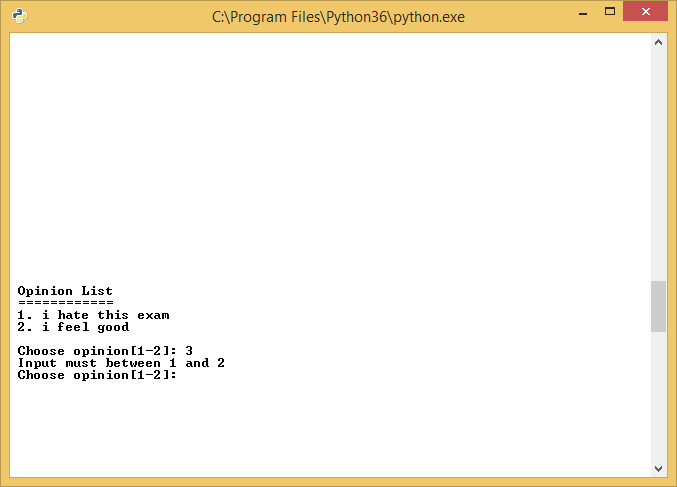 C:\Program Files\Python36\python.exe
Opinion List
============
1. i hate this exam
2. i feel good
Choose opinion[1-2]: 3
Input must between 1 and 2
Choose opinion[1-2]: